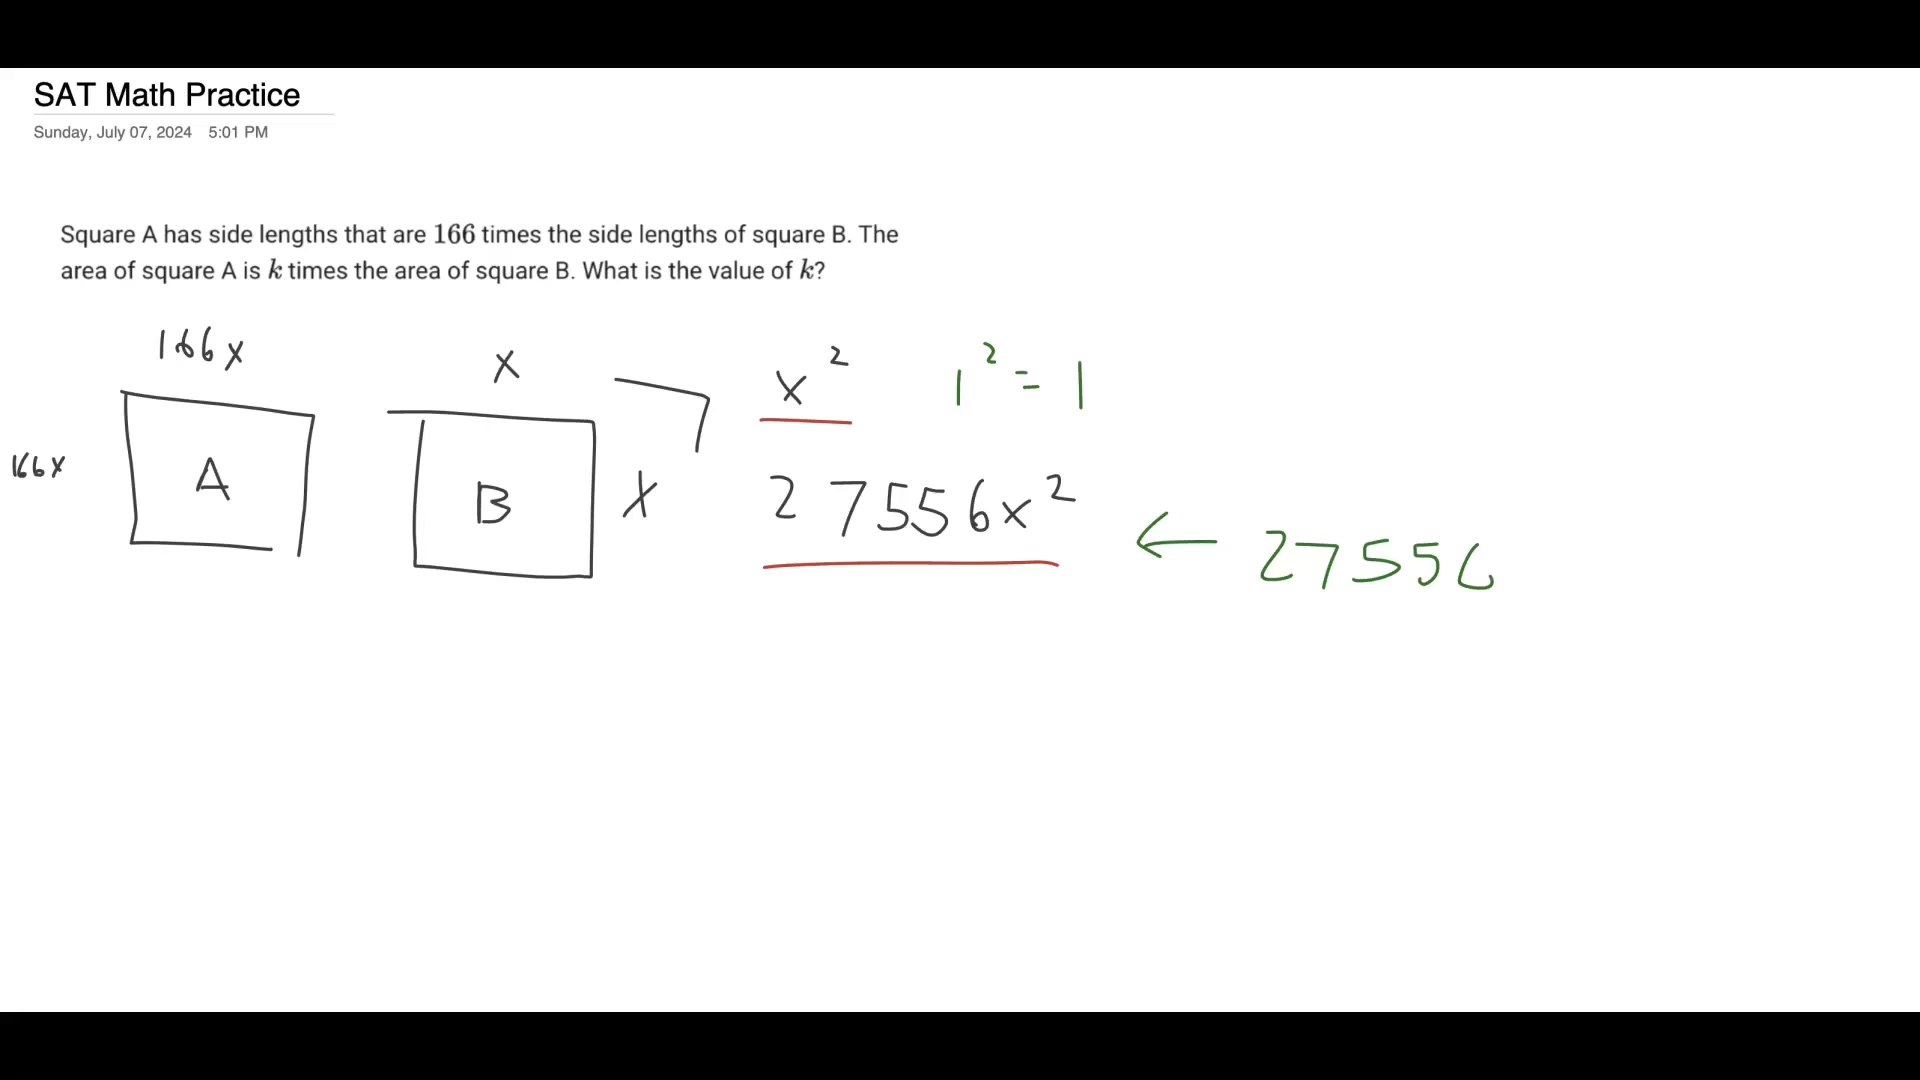 SAT Math Practice
Sunday, July 07, 2024 5:01 PM
Square A has side lengths that are 166 times the side lengths of square B. The
area of square A is k times the area of square B. What is the value of k?
166x
x
x²
1² = 1
166x
A
B
x
27556x²
← 27556